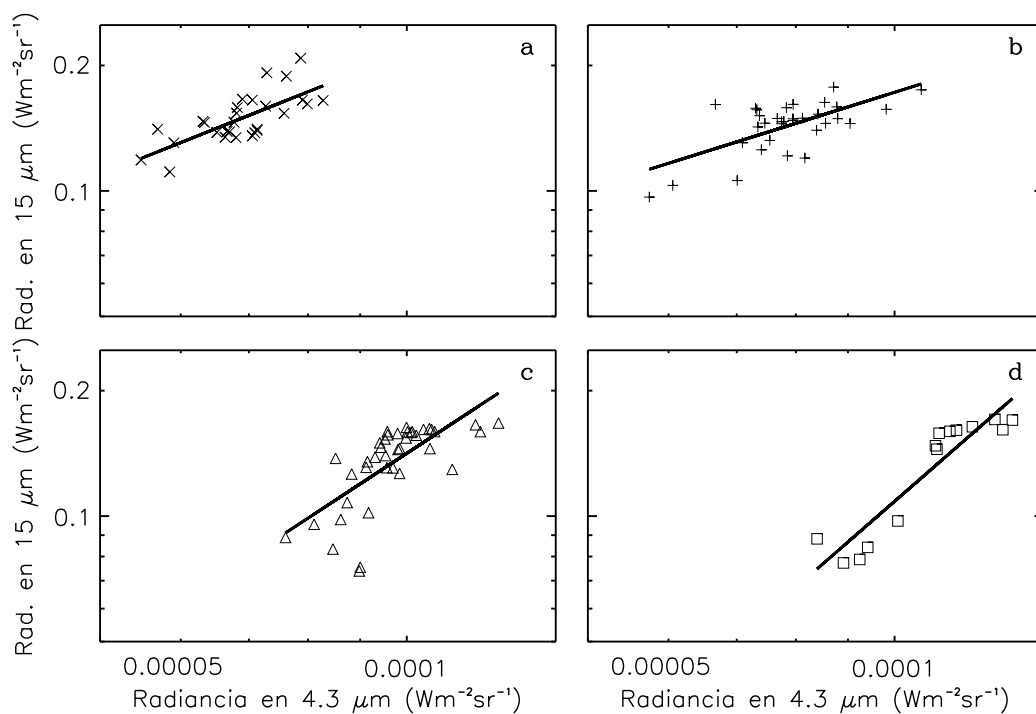 a
b
0.2
0.1
Rad. en 15 μm (Wm⁻²sr⁻¹)
c
d
0.2
0.1
Rad. en 15 μm (Wm⁻²sr⁻¹)
0.00005 0.0001
0.00005 0.0001
Radiancia en 4.3 μm (Wm⁻²sr⁻¹)
Radiancia en 4.3 μm (Wm⁻²sr⁻¹)